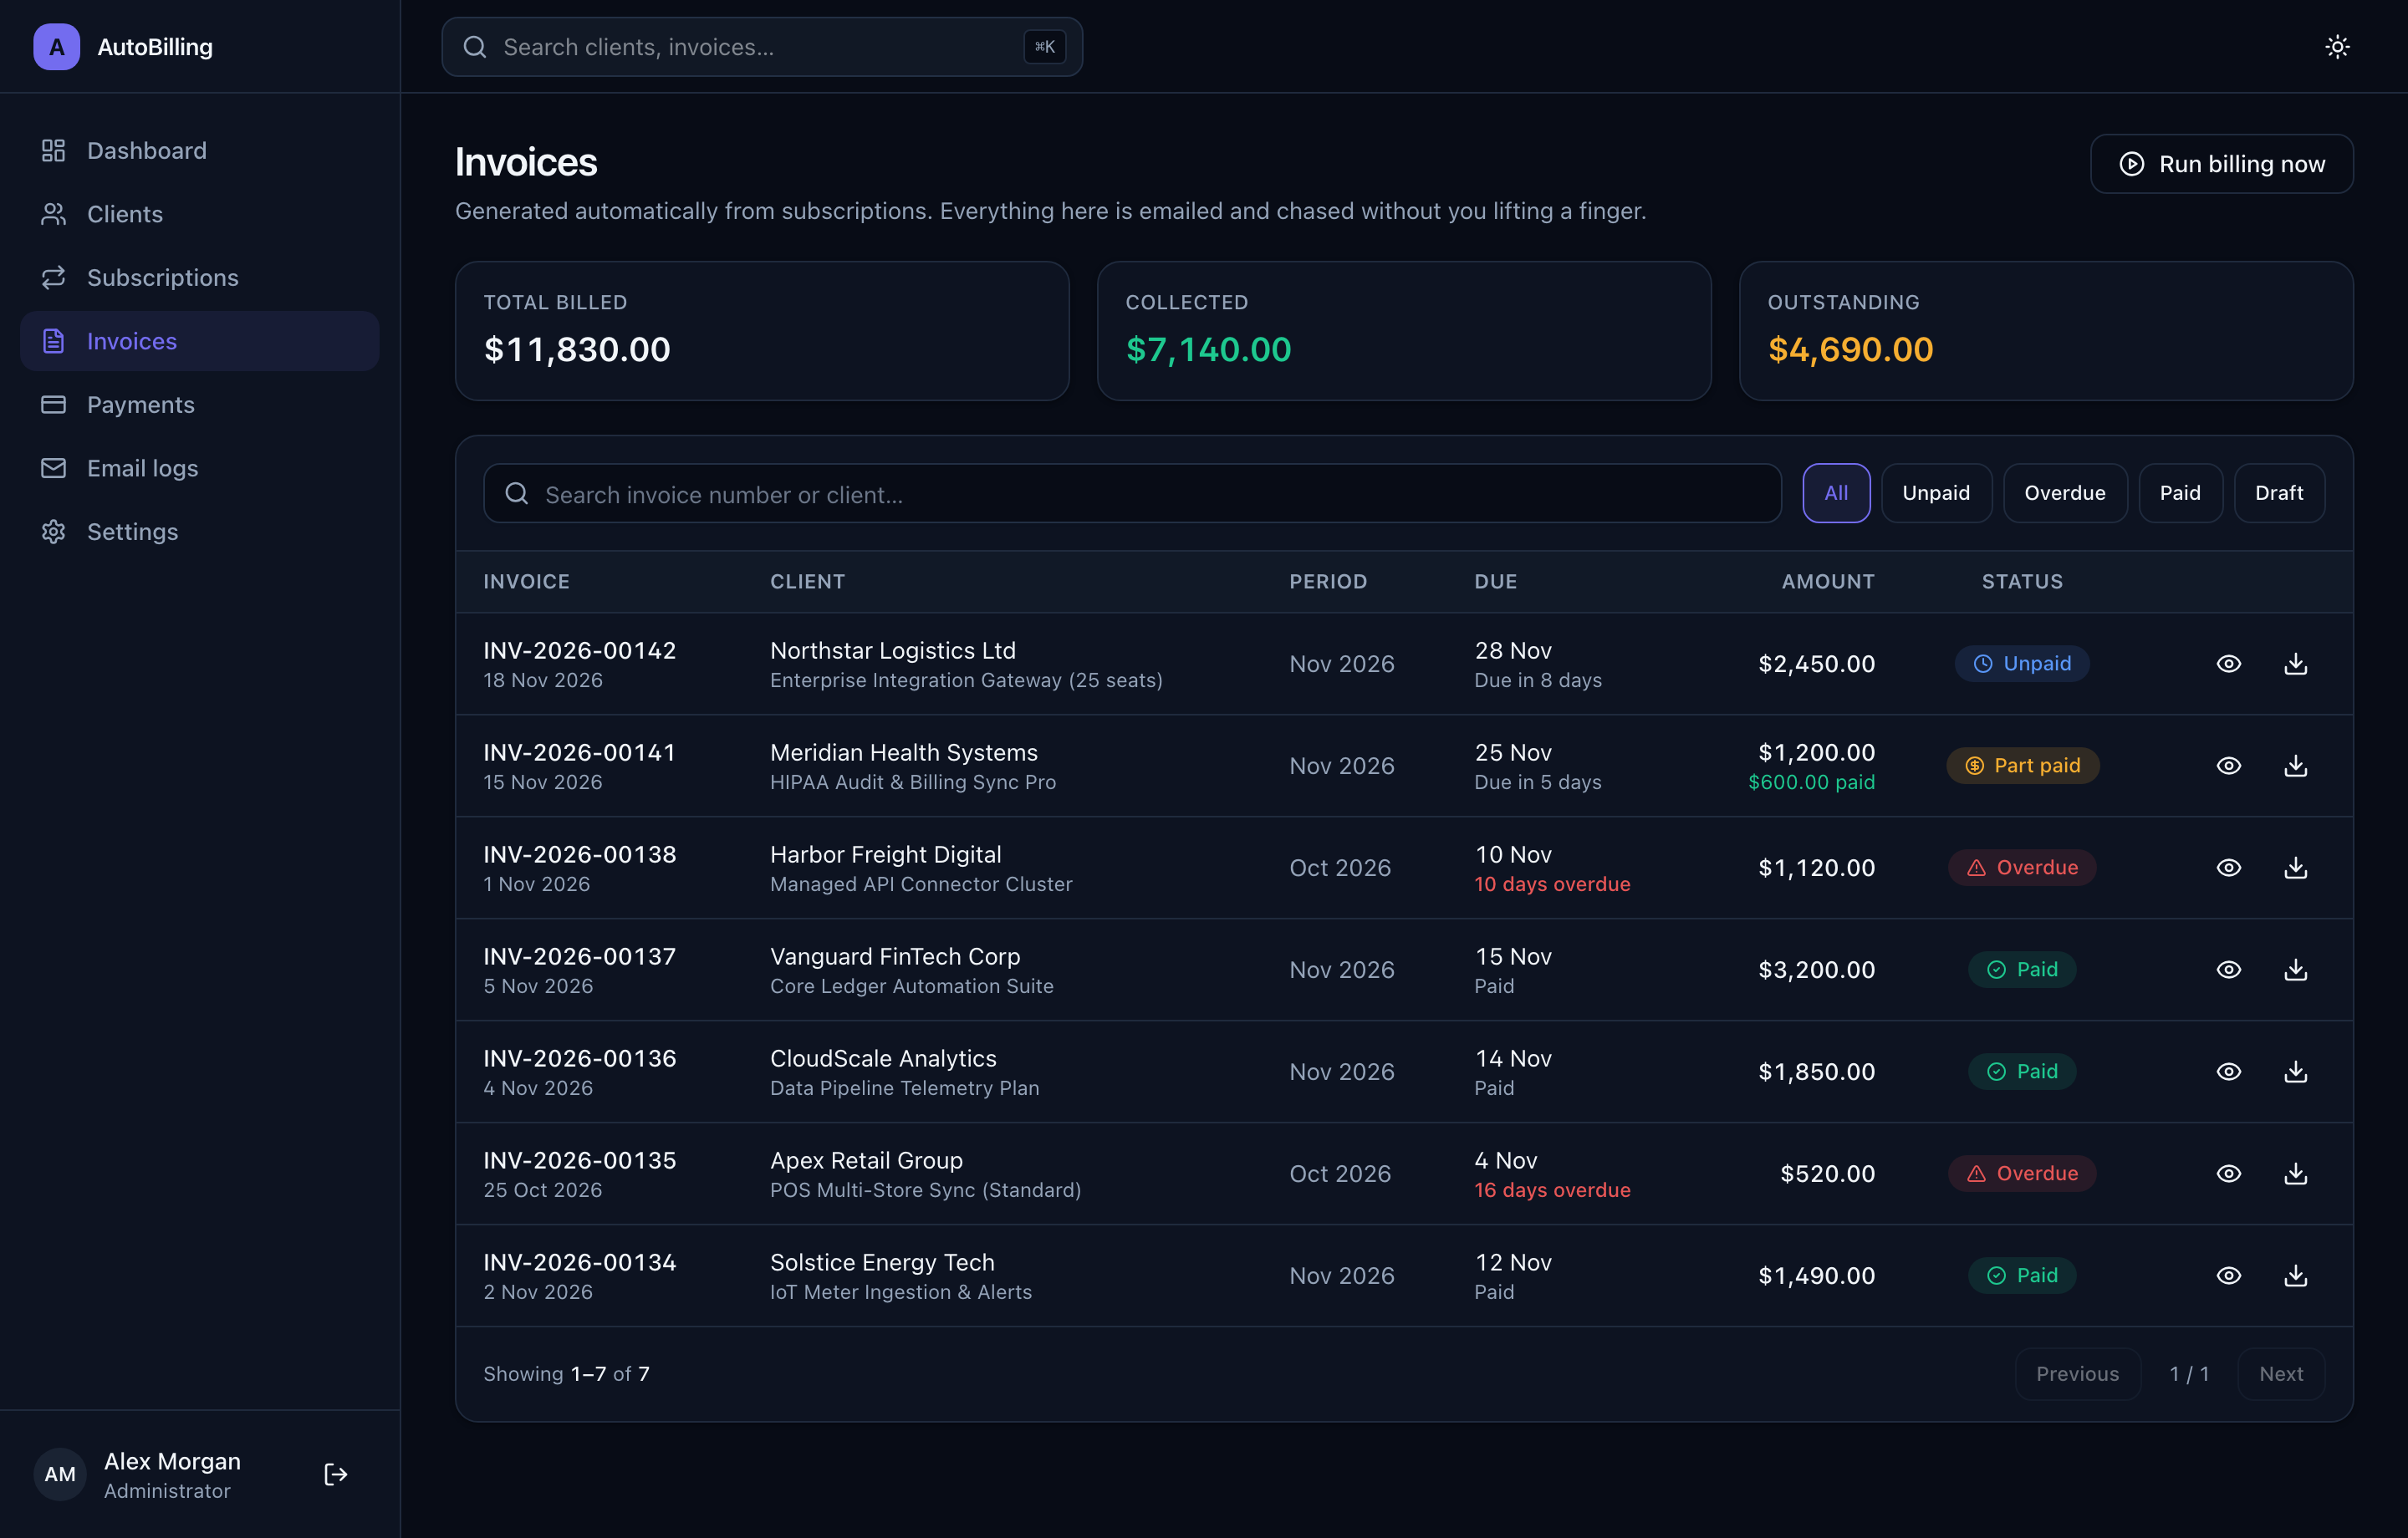 A AutoBilling
Search clients, invoices... ⌘K
Dashboard
Clients
Subscriptions
Invoices
Payments
Email logs
Settings
AM
Alex Morgan
Administrator
Invoices
Generated automatically from subscriptions. Everything here is emailed and chased without you lifting a finger.
Run billing now
TOTAL BILLED
$11,830.00
COLLECTED
$7,140.00
OUTSTANDING
$4,690.00
Search invoice number or client...
All Unpaid Overdue Paid Draft
INVOICE CLIENT PERIOD DUE AMOUNT STATUS
INV-2026-00142 Northstar Logistics Ltd Nov 2026 28 Nov $2,450.00 Unpaid
18 Nov 2026 Enterprise Integration Gateway (25 seats) Due in 8 days
INV-2026-00141 Meridian Health Systems Nov 2026 25 Nov $1,200.00 Part paid
15 Nov 2026 HIPAA Audit & Billing Sync Pro Due in 5 days $600.00 paid
INV-2026-00138 Harbor Freight Digital Oct 2026 10 Nov $1,120.00 Overdue
1 Nov 2026 Managed API Connector Cluster 10 days overdue
INV-2026-00137 Vanguard FinTech Corp Nov 2026 15 Nov $3,200.00 Paid
5 Nov 2026 Core Ledger Automation Suite Paid
INV-2026-00136 CloudScale Analytics Nov 2026 14 Nov $1,850.00 Paid
4 Nov 2026 Data Pipeline Telemetry Plan Paid
INV-2026-00135 Apex Retail Group Oct 2026 4 Nov $520.00 Overdue
25 Oct 2026 POS Multi-Store Sync (Standard) 16 days overdue
INV-2026-00134 Solstice Energy Tech Nov 2026 12 Nov $1,490.00 Paid
2 Nov 2026 IoT Meter Ingestion & Alerts Paid
Showing 1–7 of 7 Previous 1 / 1 Next